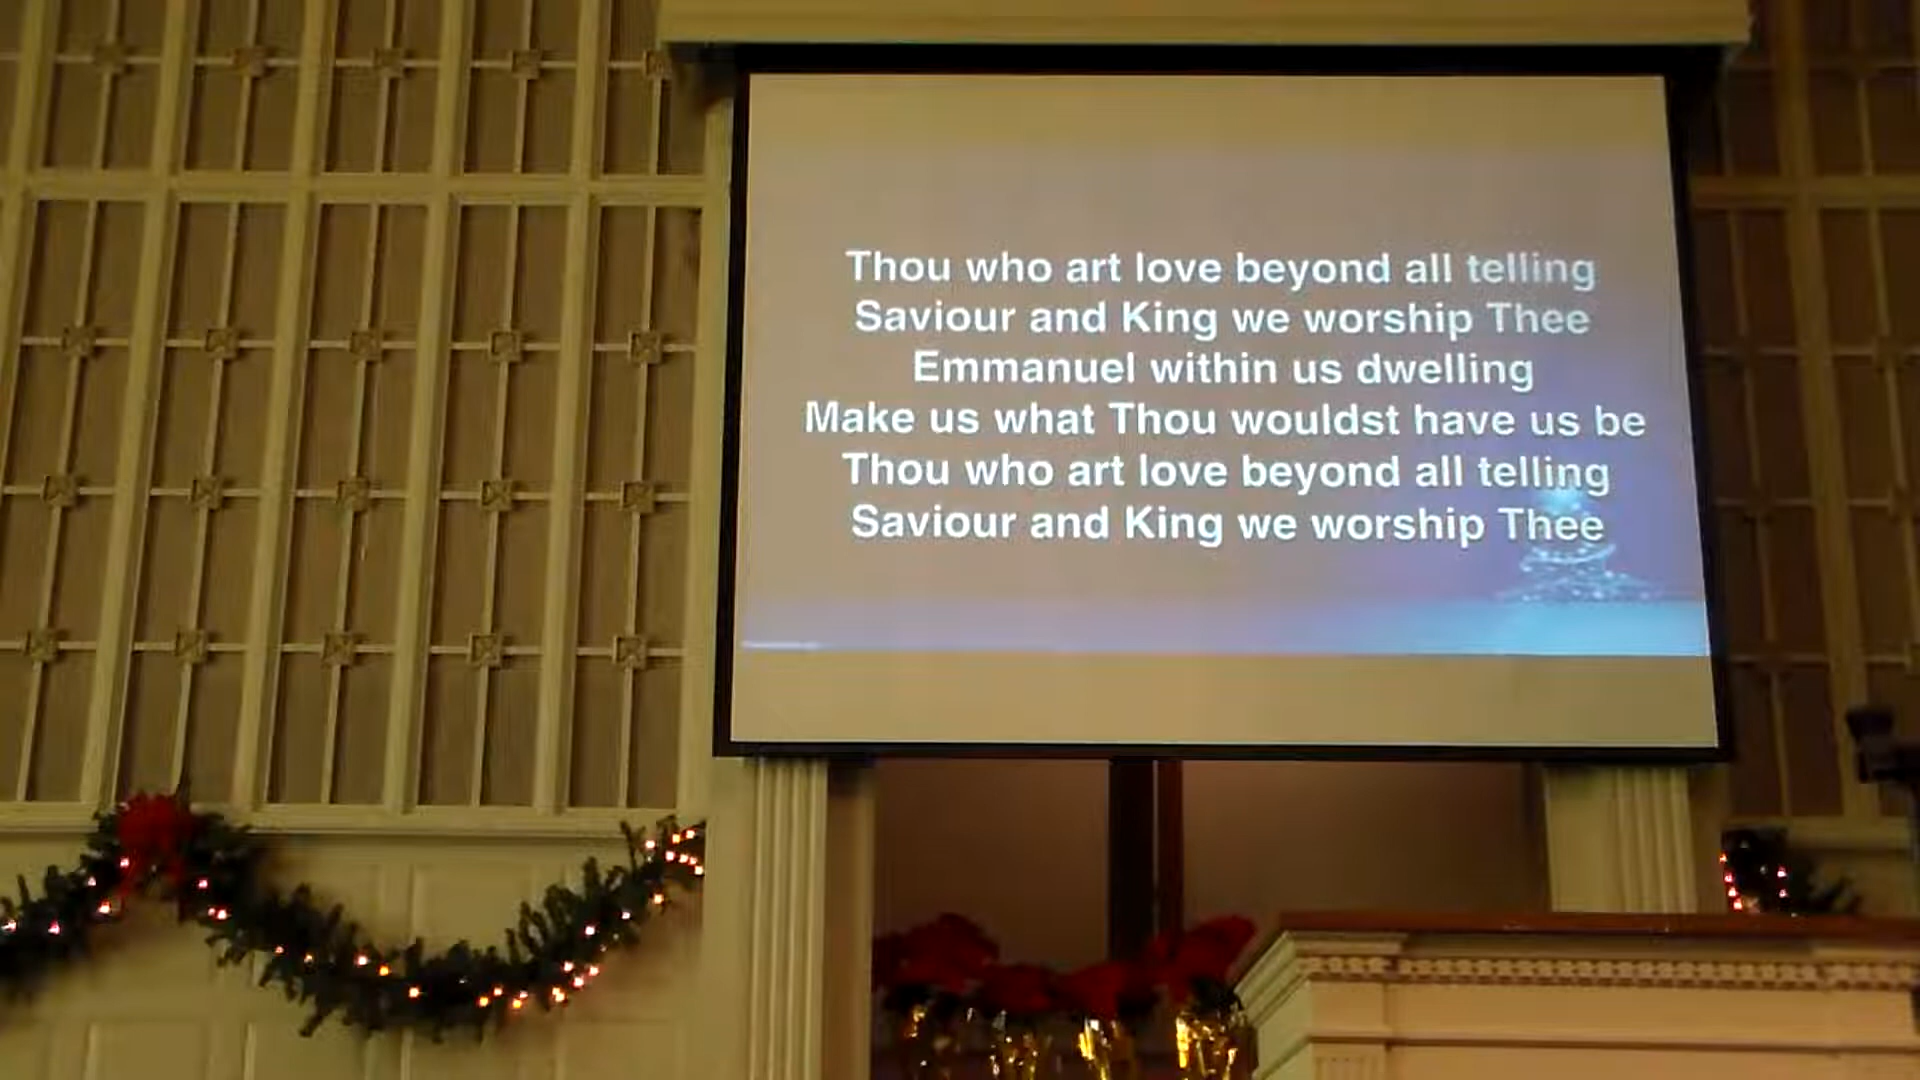 Thou who art love beyond all telling
Saviour and King we worship Thee
Emmanuel within us dwelling
Make us what Thou wouldst have us be
Thou who art love beyond all telling
Saviour and King we worship Thee